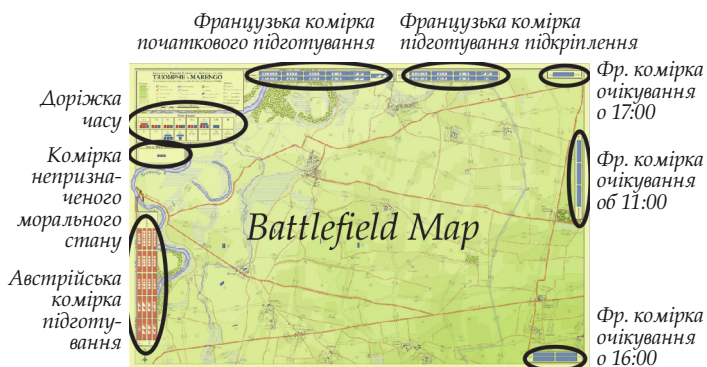 Французька комірка
початкового підготування
Французька комірка
підготування підкріплення
Фр. комірка
очікування
о 17:00
Доріжка
часу
Комірка
непризна-
ченого
морального
стану
Фр. комірка
очікування
об 11:00
Battlefield Map
Австрійська
комірка
підготу-
вання
Фр. комірка
очікування
о 16:00